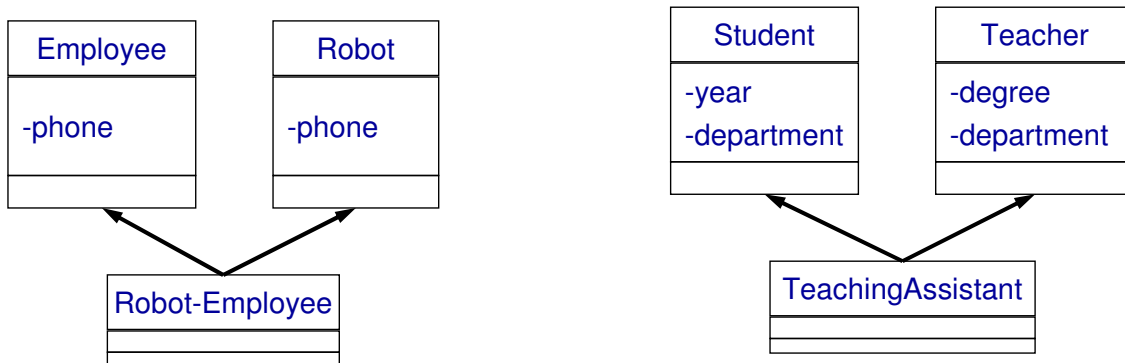 Employee
-phone
Robot
-phone
Robot-Employee
Student
-year
-department
Teacher
-degree
-department
TeachingAssistant